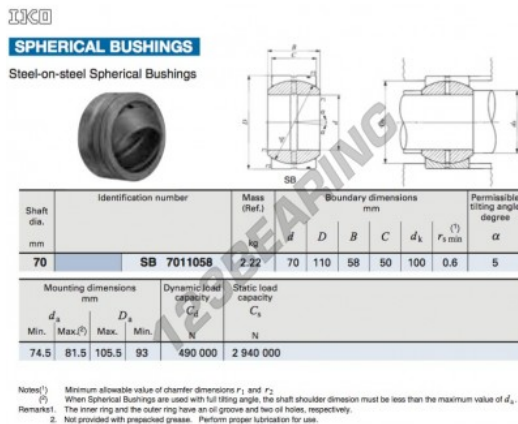 IKO
SPHERICAL BUSHINGS
Steel-on-steel Spherical Bushings
B
C
D
d
SB
123BEARING
Shaft dia. mm
Identification number
Mass (Ref.) kg
Boundary dimensions mm
d D B C dk rs min (1)
Permissible tilting angle degree α
70 SB 7011058 2.22 70 110 58 50 100 0.6 5
Mounting dimensions mm
da Da
Min. Max.(2) Max. Min.
Dynamic load capacity Cd N
Static load capacity Cs N
74.5 81.5 105.5 93 490 000 2 940 000
Notes(1) Minimum allowable value of chamfer dimensions r1 and r2
(2) When Spherical Bushings are used with full tilting angle, the shaft shoulder dimesion must be less than the maximum value of da.
Remarks1. The inner ring and the outer ring have an oil groove and two oil holes, respectively.
2. Not provided with prepacked grease. Perform proper lubrication for use.